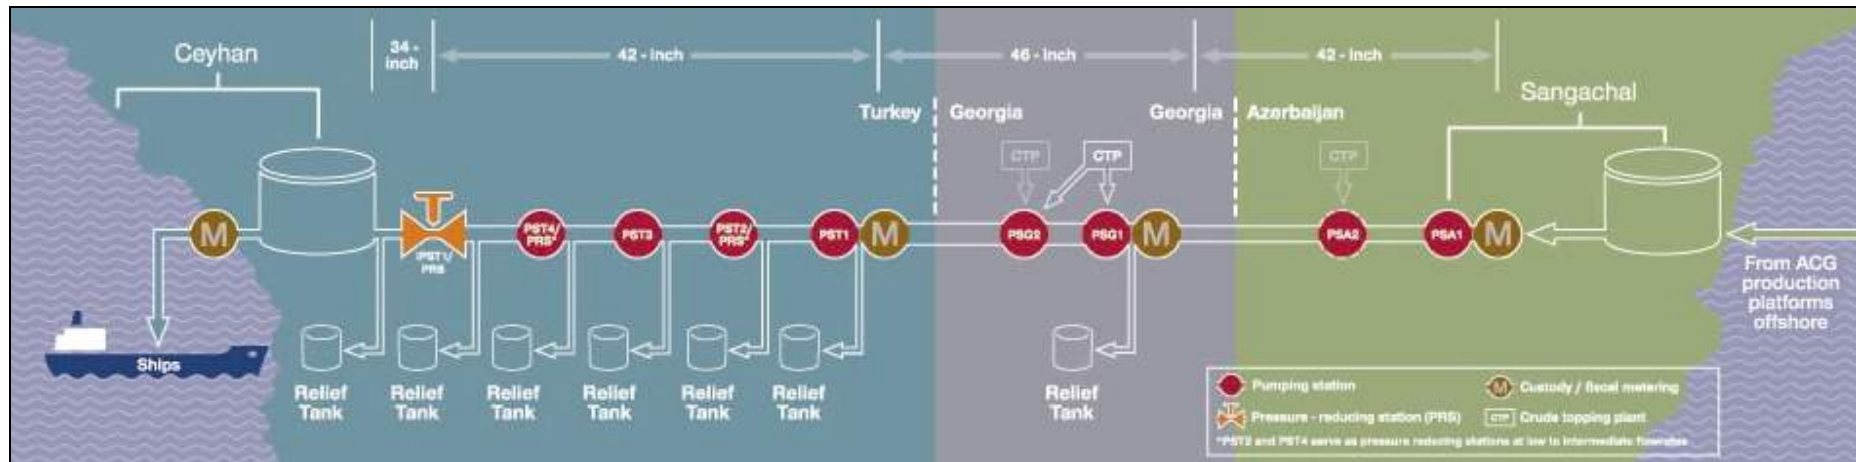 Ceyhan
34 -
inch
42 - inch
46 - inch
42 - inch
Sangachal
Turkey
Georgia
Georgia
Azerbaijan
CTP
CTP
CTP
M
PST4/
PRS*
PST3
PST2/
PRS*
PST1
M
PSG2
PSG1
M
PSA2
PSA1
M
IPST1/
PRS
From ACG
production
platforms
offshore
Ships
Relief
Tank
Relief
Tank
Relief
Tank
Relief
Tank
Relief
Tank
Relief
Tank
Relief
Tank
Pumping station
M
Custody / fiscal metering
Pressure - reducing station (PRS)
CTP
Crude topping plant
*PST2 and PST4 serve as pressure reducing stations at low to intermediate flowrates